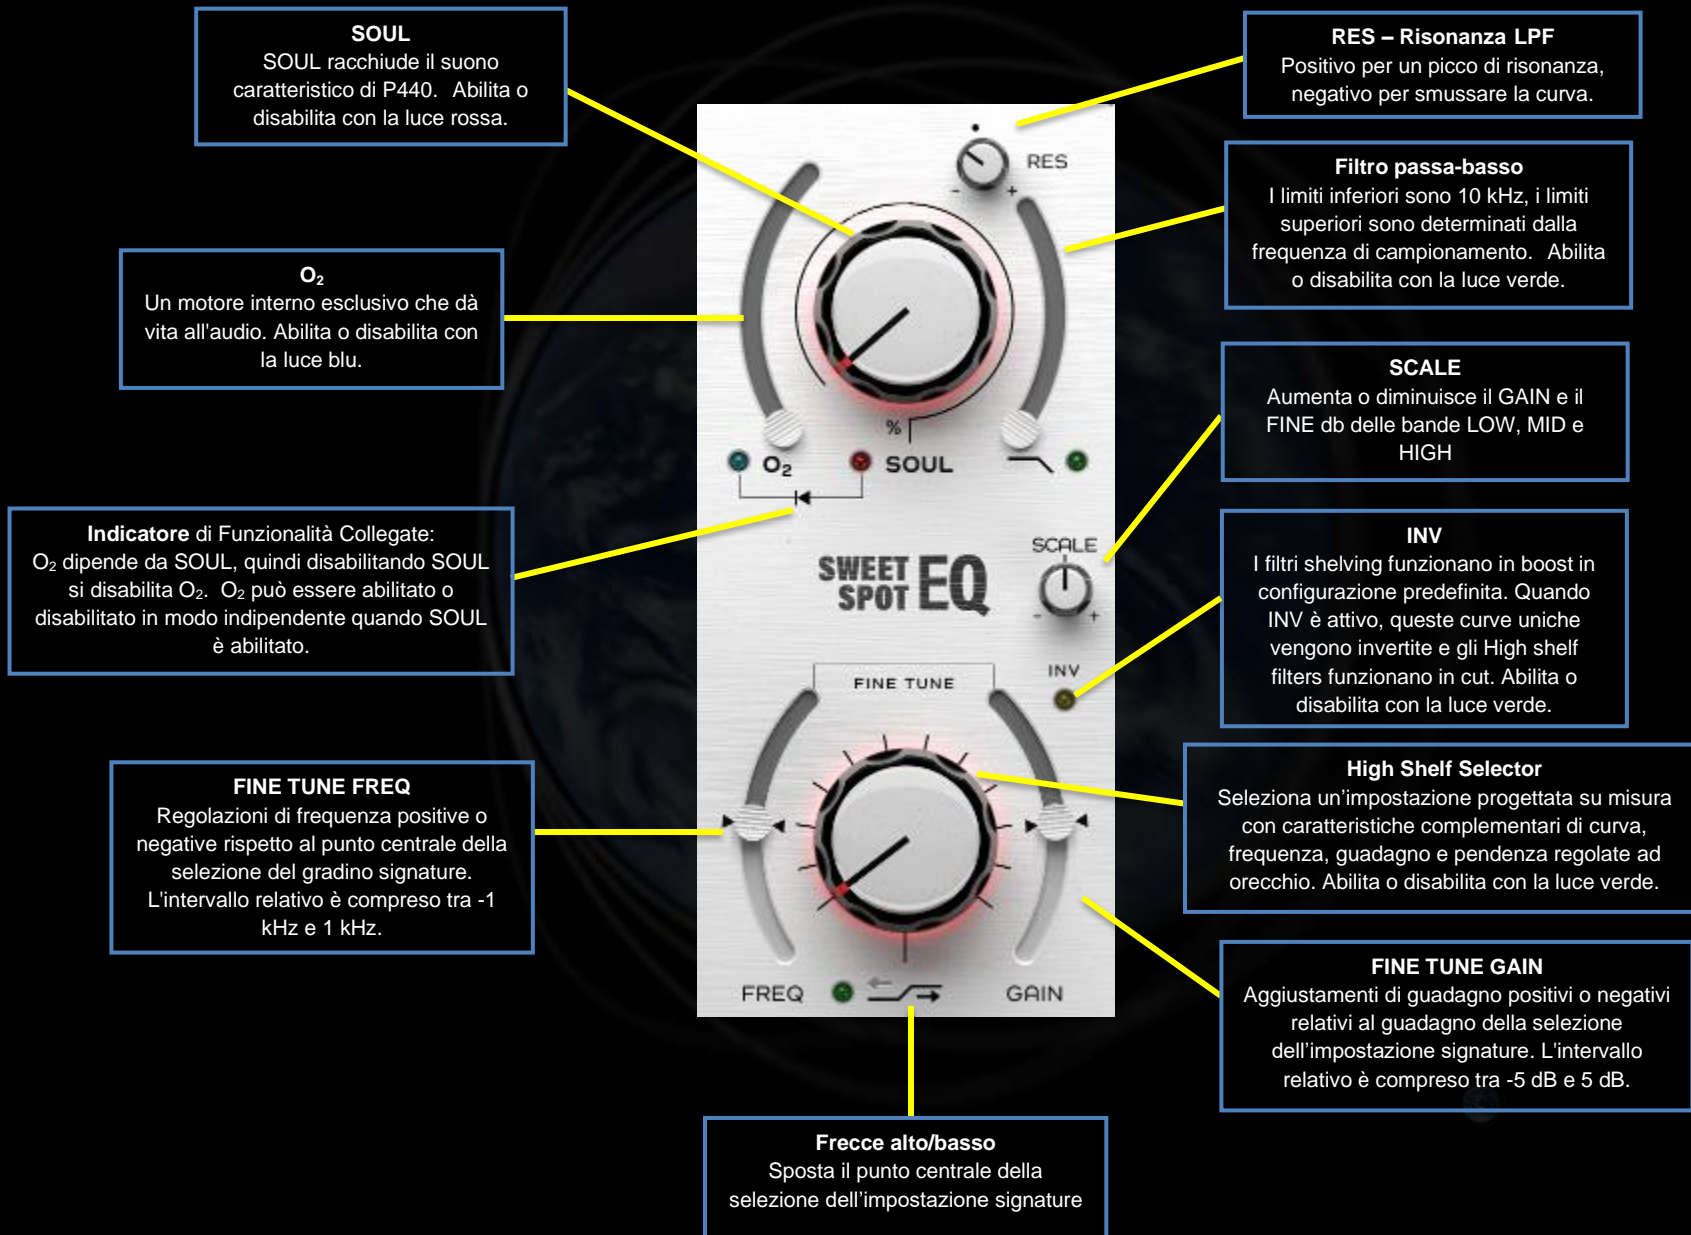 SOUL
SOUL racchiude il suono
caratteristico di P440. Abilita o
disabilita con la luce rossa.
RES – Risonanza LPF
Positivo per un picco di risonanza,
negativo per smussare la curva.
Filtro passa-basso
I limiti inferiori sono 10 kHz, i limiti
superiori sono determinati dalla
frequenza di campionamento. Abilita
o disabilita con la luce verde.
O₂
Un motore interno esclusivo che dà
vita all'audio. Abilita o disabilita con
la luce blu.
SCALE
Aumenta o diminuisce il GAIN e il
FINE db delle bande LOW, MID e
HIGH
Indicatore di Funzionalità Collegate:
O₂ dipende da SOUL, quindi disabilitando SOUL
si disabilita O₂. O₂ può essere abilitato o
disabilitato in modo indipendente quando SOUL
è abilitato.
INV
I filtri shelving funzionano in boost in
configurazione predefinita. Quando
INV è attivo, queste curve uniche
vengono invertite e gli High shelf
filters funzionano in cut. Abilita o
disabilita con la luce verde.
FINE TUNE FREQ
Regolazioni di frequenza positive o
negative rispetto al punto centrale della
selezione del gradino signature.
L'intervallo relativo è compreso tra -1
kHz e 1 kHz.
High Shelf Selector
Seleziona un'impostazione progettata su misura
con caratteristiche complementari di curva,
frequenza, guadagno e pendenza regolate ad
orecchio. Abilita o disabilita con la luce verde.
FINE TUNE GAIN
Aggiustamenti di guadagno positivi o negativi
relativi al guadagno della selezione
dell'impostazione signature. L'intervallo
relativo è compreso tra -5 dB e 5 dB.
Frecce alto/basso
Sposta il punto centrale della
selezione dell'impostazione signature
RES
- +
%
O₂ SOUL
SCALE
- +
SWEET SPOT EQ
INV
FINE TUNE
FREQ GAIN